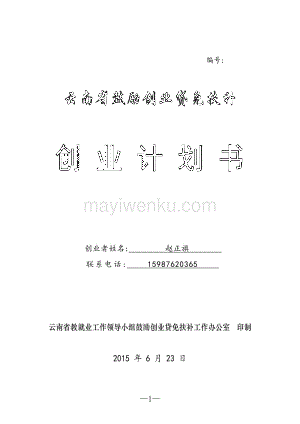 编号：
云南省鼓励创业贷免扶补
创业计划书
mayiwenku.com
创业者姓名： 赵正祺
联系电话： 15987620365
云南省教就业工作领导小组鼓励创业贷免扶补工作办公室 印制
2015 年 6 月 23 日
—1—